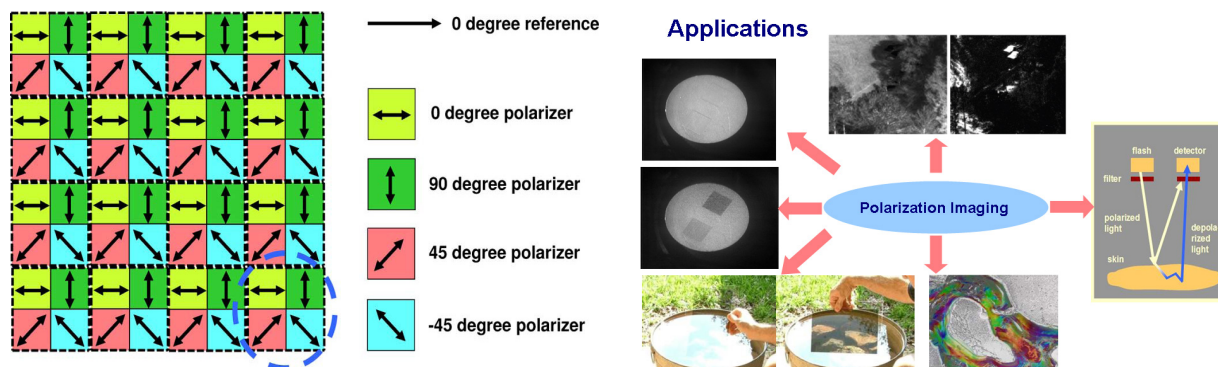 0 degree reference
0 degree polarizer
90 degree polarizer
45 degree polarizer
-45 degree polarizer
Applications
Polarization Imaging
flash
detector
filter
polarized
light
depola
rized
light
skin